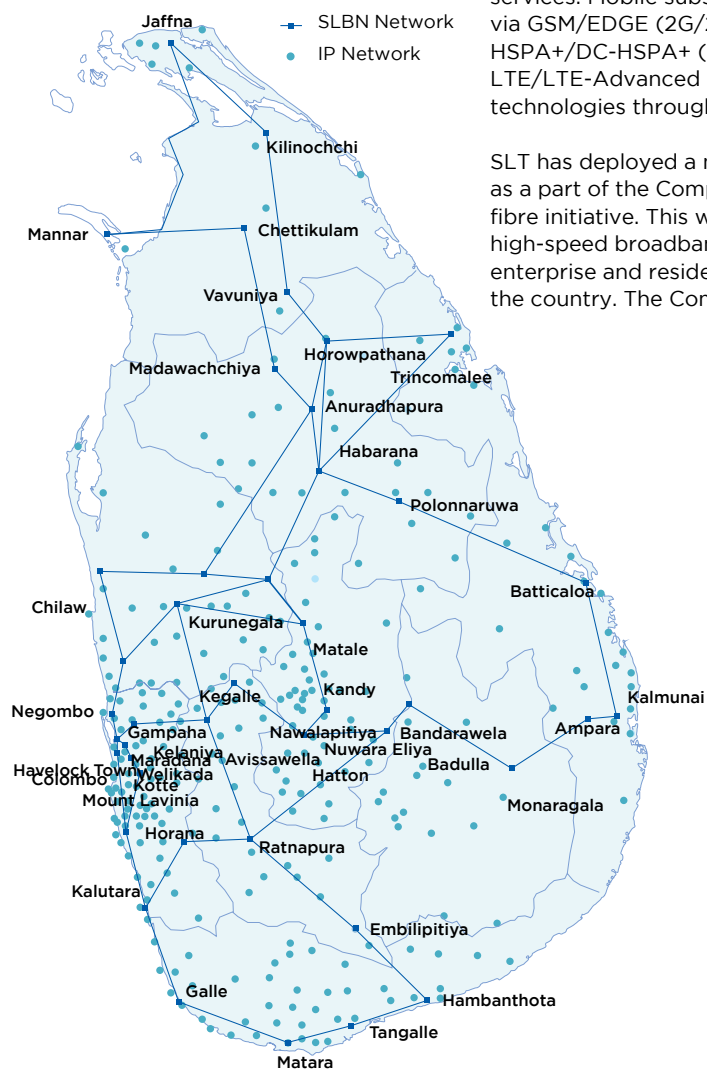 Jaffna
SLBN Network
IP Network
services. Mobile subs
via GSM/EDGE (2G/2
HSPA+/DC-HSPA+ (
LTE/LTE-Advanced
technologies through
SLT has deployed a
as a part of the Comp
fibre initiative. This w
high-speed broadban
enterprise and reside
the country. The Com
Kilinochchi
Mannar
Chettikulam
Vavuniya
Horowpathana
Madawachchiya
Trincomalee
Anuradhapura
Habarana
Polonnaruwa
Batticaloa
Chilaw
Kurunegala
Matale
Kegalle
Kandy
Kalmunai
Negombo
Gampaha
Nawalapitiya
Bandarawela
Ampara
Kelaniya
Nuwara Eliya
Maradana
Avissawella
Badulla
Havelock Town
Welikada
Hatton
Colombo
Kotte
Mount Lavinia
Monaragala
Horana
Ratnapura
Kalutara
Embilipitiya
Galle
Hambanthota
Tangalle
Matara